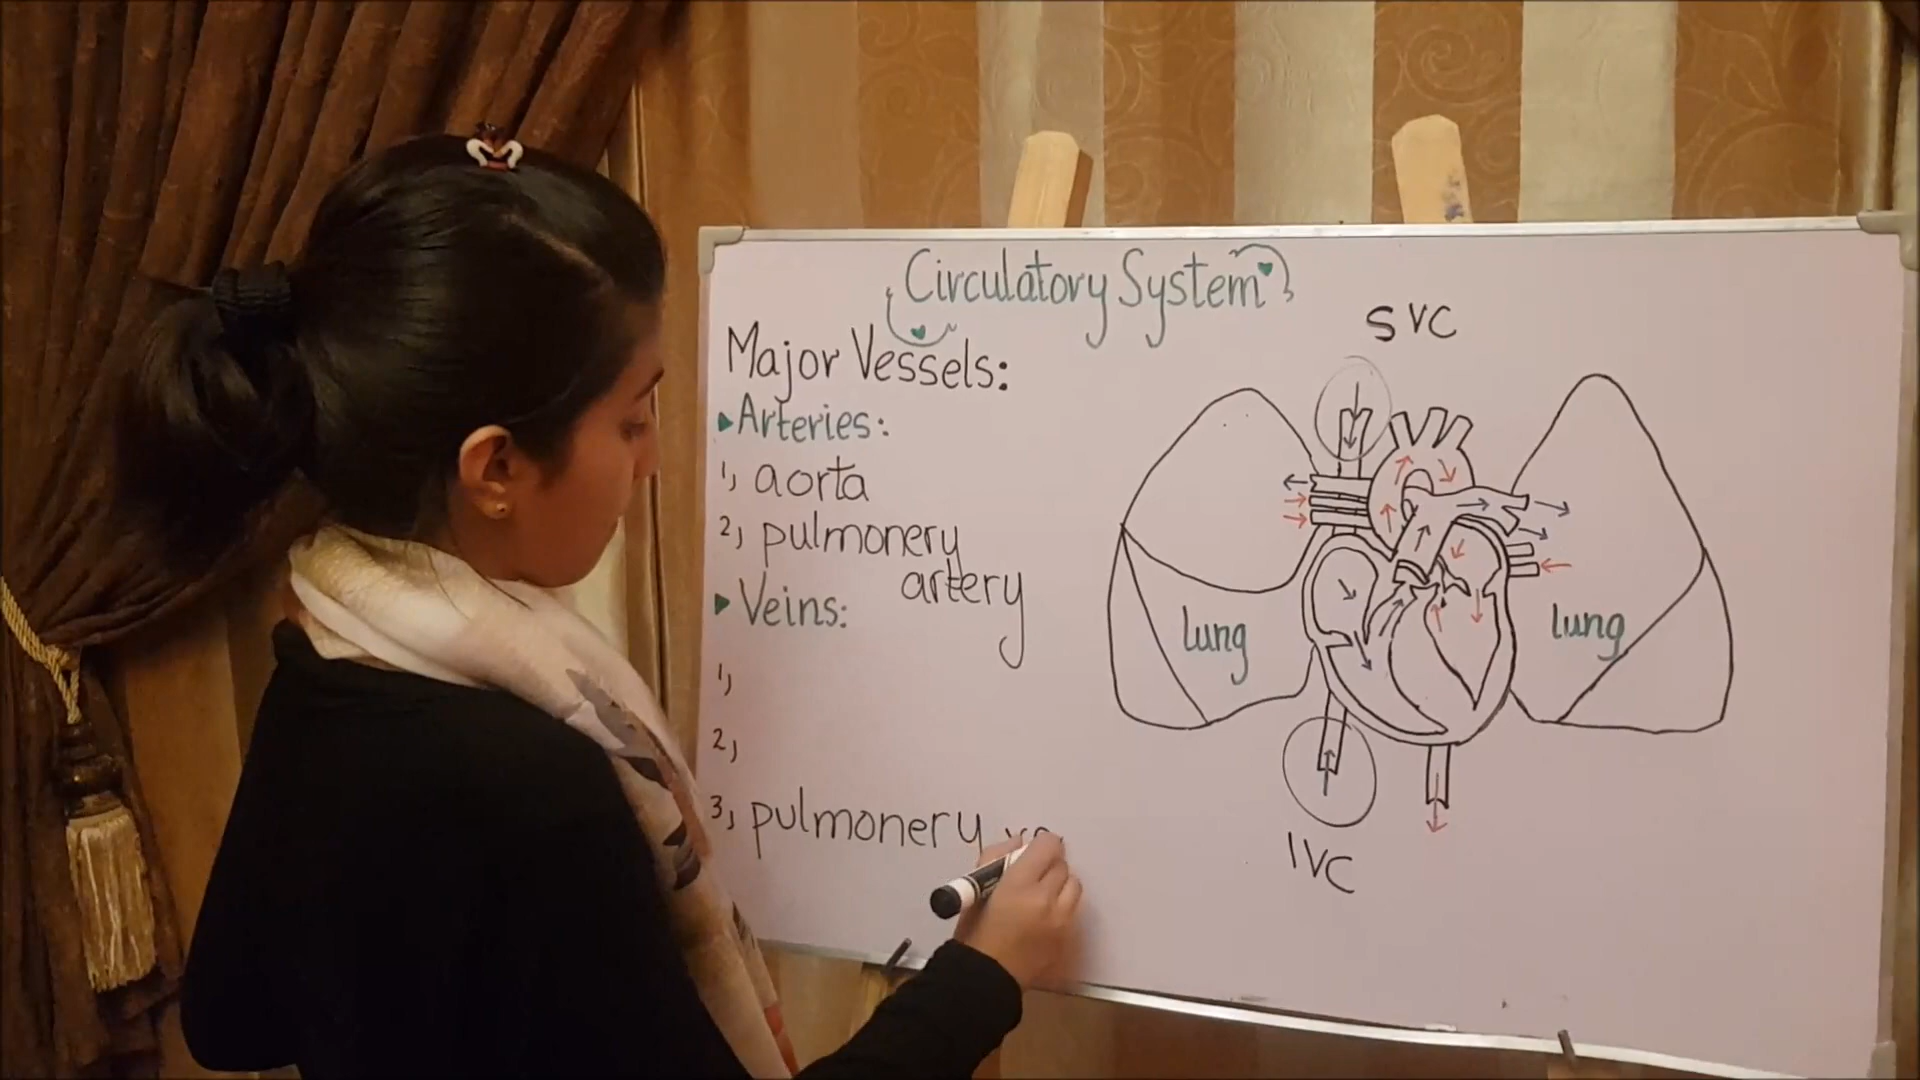 Circulatory System
Major Vessels:
Arteries:
1, aorta
2, pulmonery
artery
Veins:
1,
2,
3, pulmonery
SVC
lung
lung
IVC